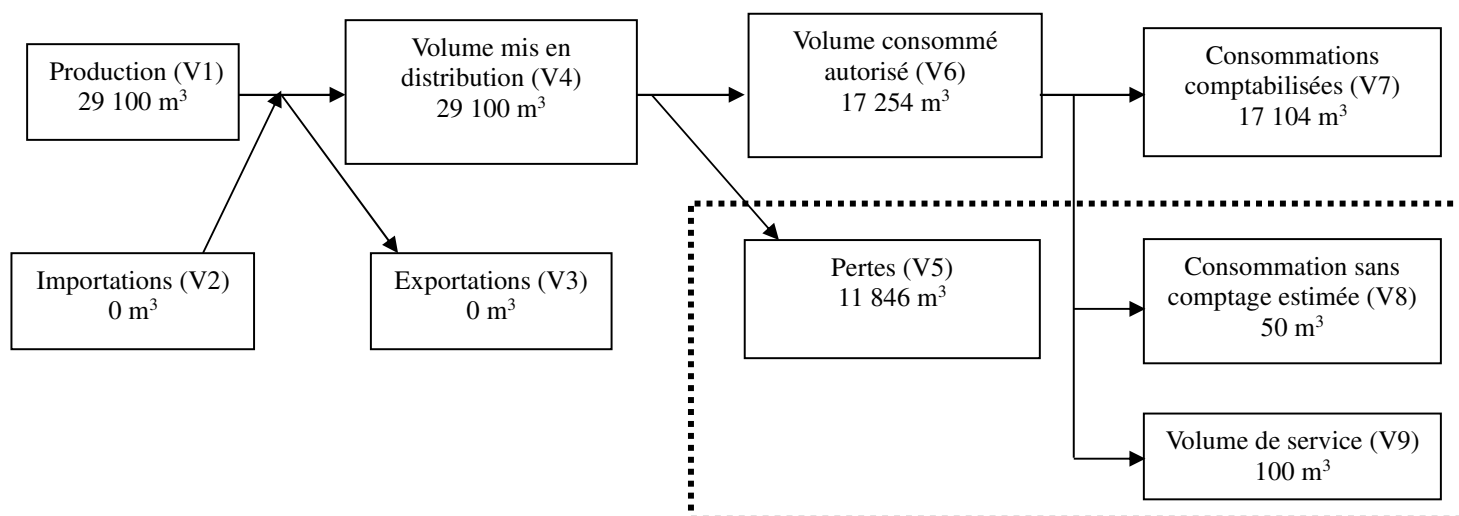 Production (V1)
29 100 m³
Volume mis en
distribution (V4)
29 100 m³
Volume consommé
autorisé (V6)
17 254 m³
Consommations
comptabilisées (V7)
17 104 m³
Importations (V2)
0 m³
Exportations (V3)
0 m³
Pertes (V5)
11 846 m³
Consommation sans
comptage estimée (V8)
50 m³
Volume de service (V9)
100 m³